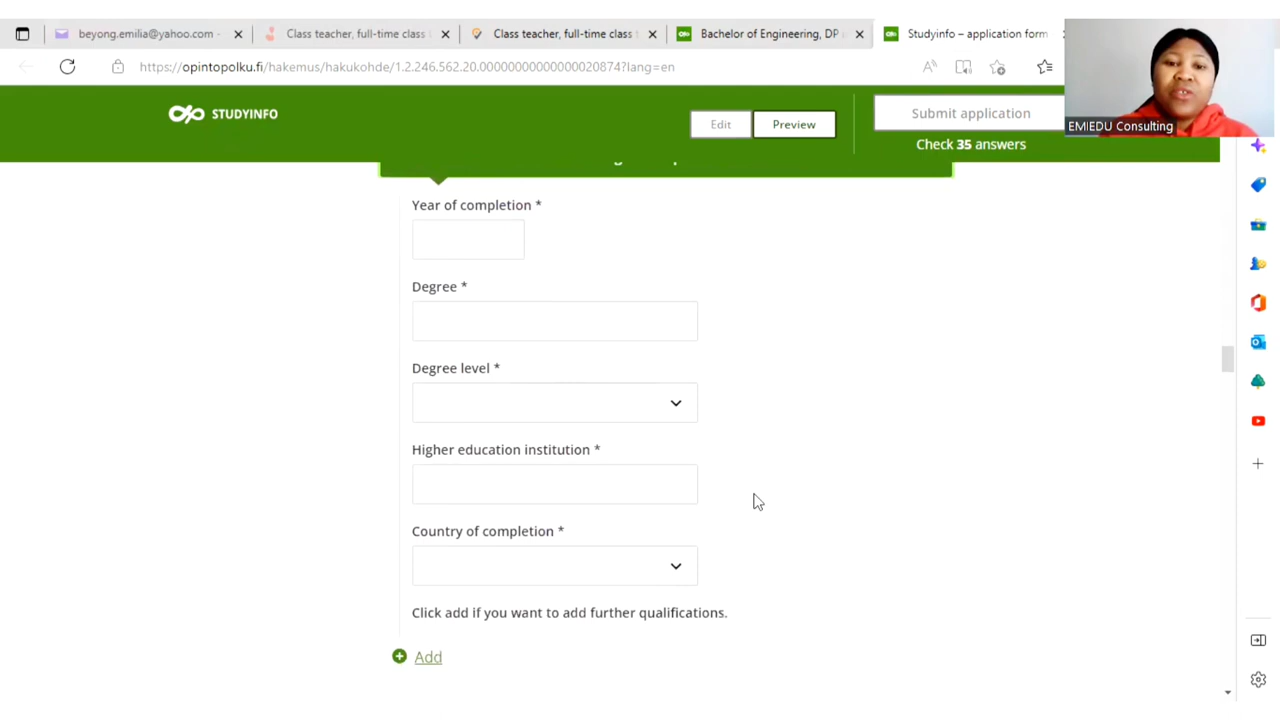 beyong.emilia@yahoo.com -
Class teacher, full-time class
Class teacher, full-time class
Bachelor of Engineering, DP
Studyinfo – application form
https://opintopolku.fi/hakemus/hakukohde/1.2.246.562.20.00000000000000020874?lang=en
STUDYINFO
Edit
Preview
Submit application
Check 35 answers
EMIEDU Consulting
Year of completion *
Degree *
Degree level *
Higher education institution *
Country of completion *
Click add if you want to add further qualifications.
Add